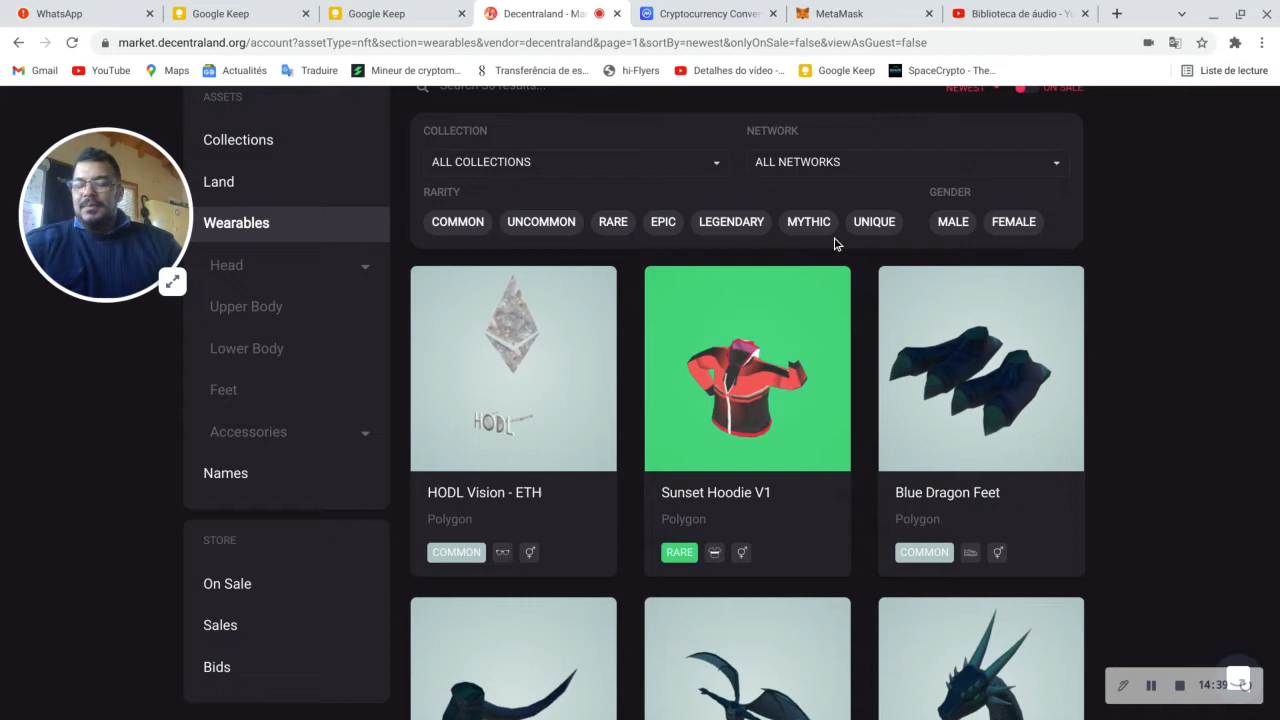 WhatsApp
Google Keep
Google Keep
Decentraland - Ma
Cryptocurrency Conver
MetaMask
Biblioteca de áudio - Yu
market.decentraland.org/account?assetType=nft&section=wearables&vendor=decentraland&page=1&sortBy=newest&onlyOnSale=false&viewAsGuest=false
Gmail
YouTube
Maps
Actualités
Traduire
Mineur de cryptom...
Transferência de es...
hi-Flyers
Detalhes do vídeo -...
Google Keep
SpaceCrypto - The...
Liste de lecture
ASSETS
Collections
Land
Wearables
Head
Upper Body
Lower Body
Feet
Accessories
Names
STORE
On Sale
Sales
Bids
NEWEST
ON SALE
COLLECTION
NETWORK
ALL COLLECTIONS
ALL NETWORKS
RARITY
GENDER
COMMON UNCOMMON RARE EPIC LEGENDARY MYTHIC UNIQUE MALE FEMALE
HODL
HODL Vision - ETH
Polygon
COMMON
Sunset Hoodie V1
Polygon
RARE
Blue Dragon Feet
Polygon
COMMON
14:39